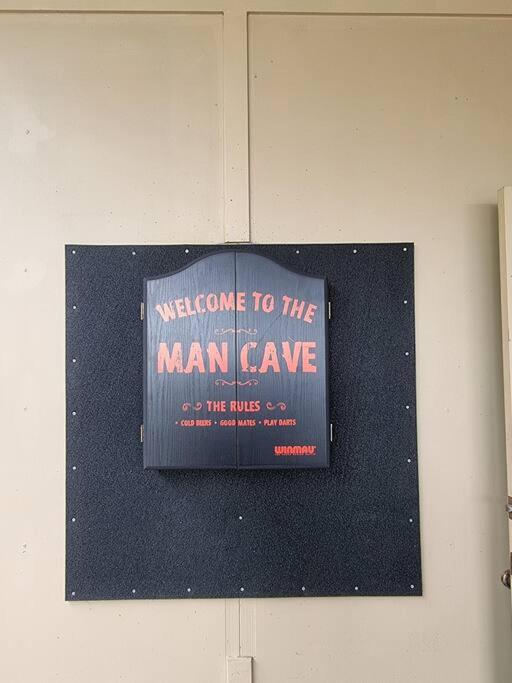 WELCOME TO THE
MAN CAVE
THE RULES
• COLD BEERS • GOOD MATES • PLAY DARTS
WINMAU